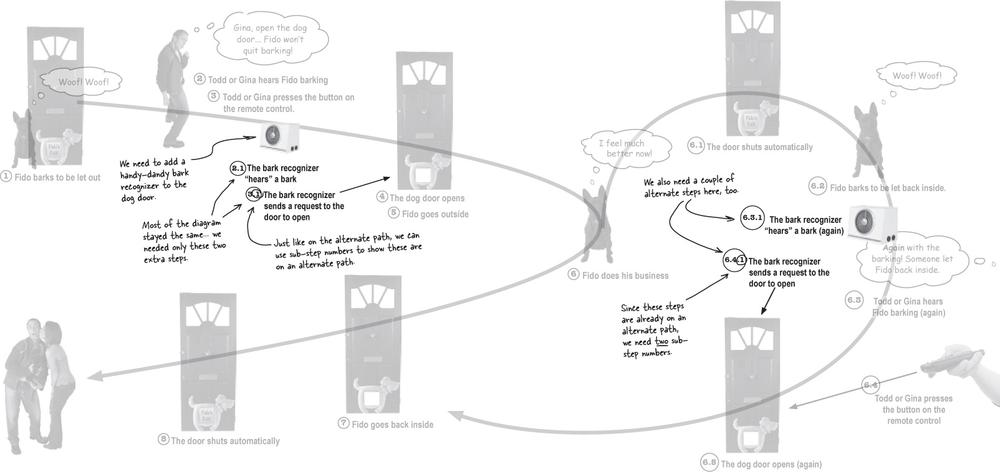 Woof! Woof!
1 Fido barks to be let out
Gina, open the dog
door... Fido won't
quit barking!
2 Todd or Gina hears Fido barking
3 Todd or Gina presses the button on
the remote control.
We need to add a
handy-dandy bark
recognizer to the
dog door.
2.1 The bark recognizer
"hears" a bark
3.1 The bark recognizer
sends a request to the
door to open
Most of the diagram
stayed the same... we
needed only these two
extra steps.
Just like on the alternate path, we can
use sub-step numbers to show these are
on an alternate path.
4 The dog door opens
5 Fido goes outside
I feel much
better now!
6 Fido does his business
6.1 The door shuts automatically
Woof! Woof!
6.2 Fido barks to be let back inside.
We also need a couple of
alternate steps here, too.
6.3.1 The bark recognizer
"hears" a bark (again)
6.4.1 The bark recognizer
sends a request to the
door to open
Again with the
barking! Someone let
Fido back inside.
6.3 Todd or Gina hears
Fido barking (again)
Since these steps
are already on an
alternate path,
we need two sub-
step numbers.
6.4 Todd or Gina presses
the button on the
remote control
6.5 The dog door opens (again)
7 Fido goes back inside
8 The door shuts automatically